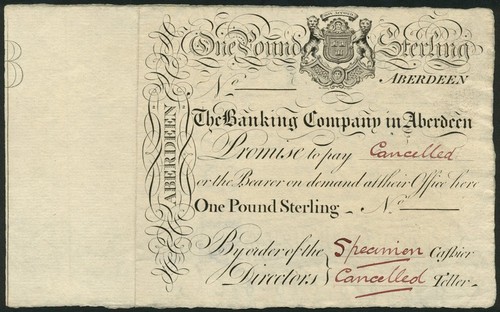 One Pound Sterling
No ABERDEEN
ABERDEEN
The Banking Company in Aberdeen
Promise to pay Cancelled
or the Bearer on demand at their Office here
One Pound Sterling - No
By order of the { Specimen Cashier
Directors { Cancelled Teller